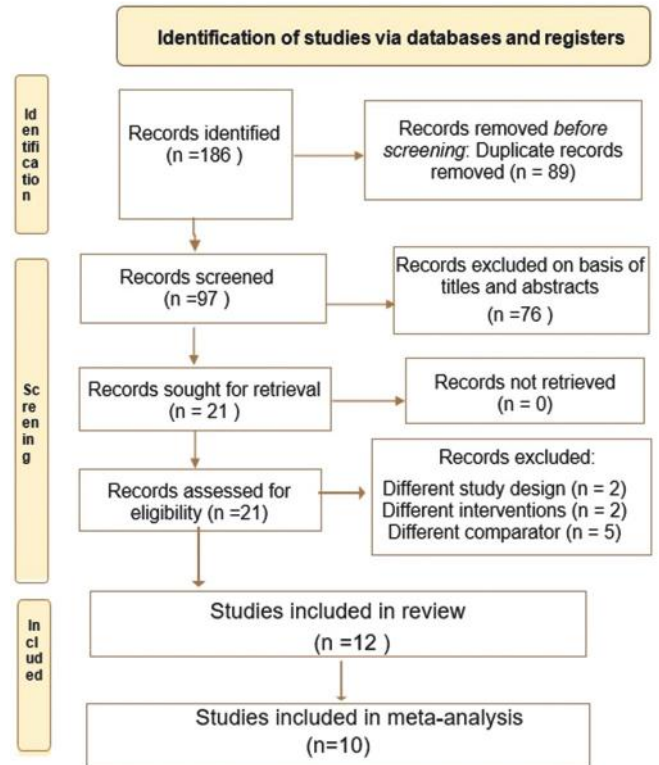 Identification of studies via databases and registers
Id
en
tifi
ca
tio
n
Records identified
(n =186 )
Records removed before
screening: Duplicate records
removed (n = 89)
Sc
re
en
in
g
Records screened
(n =97 )
Records excluded on basis of
titles and abstracts
(n =76 )
Records sought for retrieval
(n = 21 )
Records not retrieved
(n = 0)
Records assessed for
eligibility (n =21)
Records excluded:
Different study design (n = 2)
Different interventions (n = 2)
Different comparator (n = 5)
In
cl
ud
ed
Studies included in review
(n =12 )
Studies included in meta-analysis
(n=10)